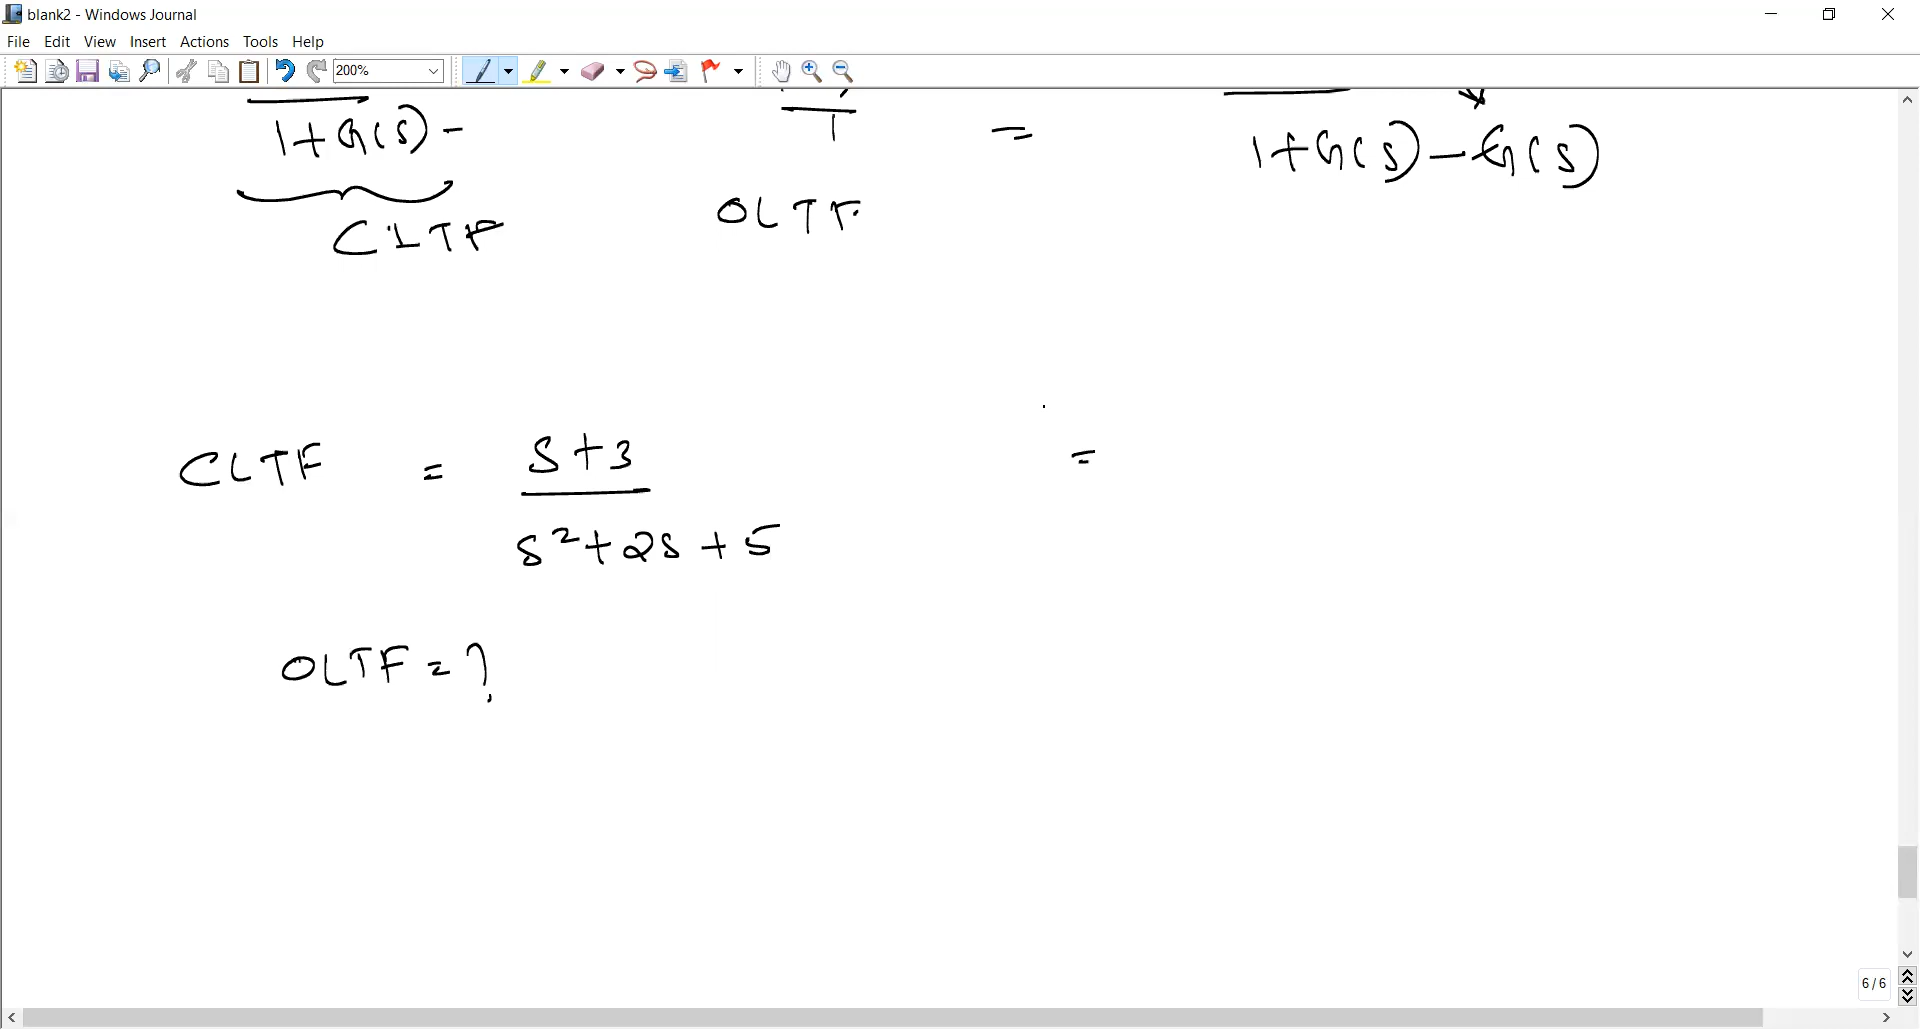 blank2 - Windows Journal
File Edit View Insert Actions Tools Help
200%
1+G(s) -
1
=
1+G(s) - G(s)
CLTF
OLTF
CLTF = s+3
=
s²+2s+5
OLTF = ?
6 / 6